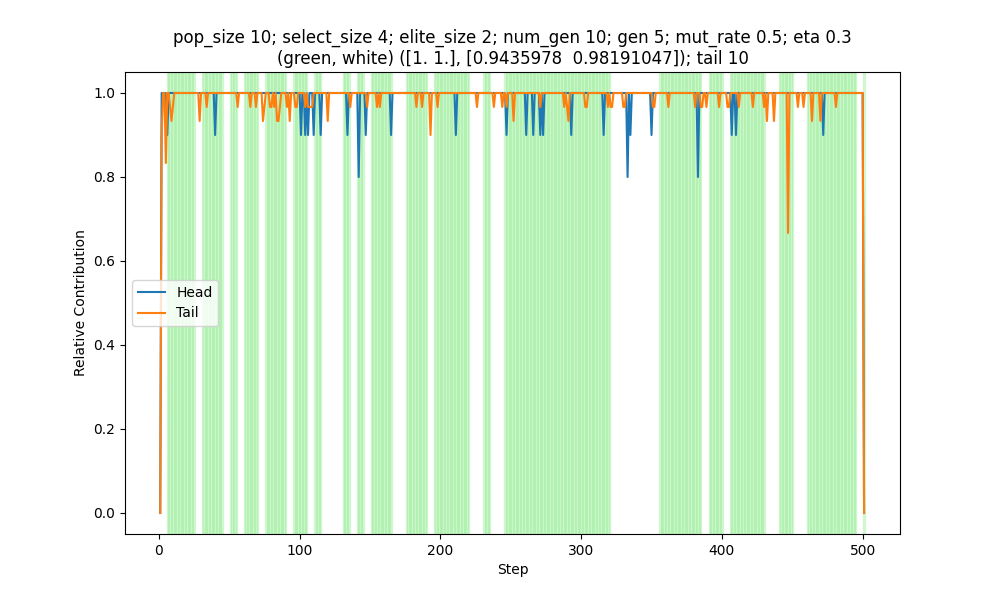 pop_size 10; select_size 4; elite_size 2; num_gen 10; gen 5; mut_rate 0.5; eta 0.3
(green, white) ([1. 1.], [0.9435978  0.98191047]); tail 10
1.0
0.8
0.6
0.4
0.2
0.0
Relative Contribution
Head
Tail
0
100
200
300
400
500
Step